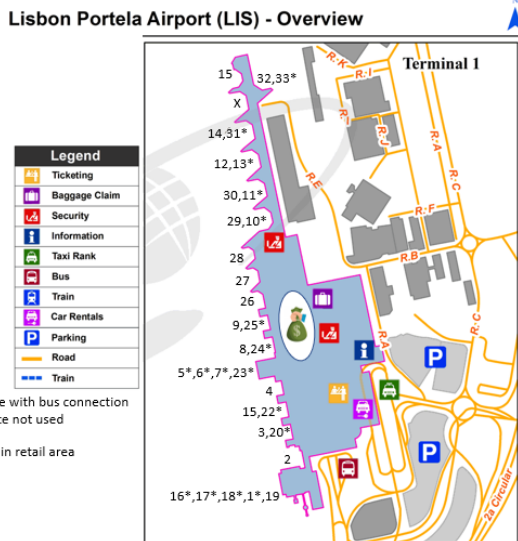 Lisbon Portela Airport (LIS) - Overview
N
Terminal 1
R.K
R.I
R.I
R.J
R.A
R.C
R.E
R.F
R.B
R.A
R.C
2a Circular
15
32,33*
X
14,31*
12,13*
30,11*
29,10*
28
27
26
9,25*
8,24*
5*,6*,7*,23*
4
15,22*
3,20*
2
16*,17*,18*,1*,19
$
i
P
P
Legend
Ticketing
Baggage Claim
Security
i Information
Taxi Rank
Bus
Train
Car Rentals
P Parking
Road
Train
e with bus connection
te not used
in retail area